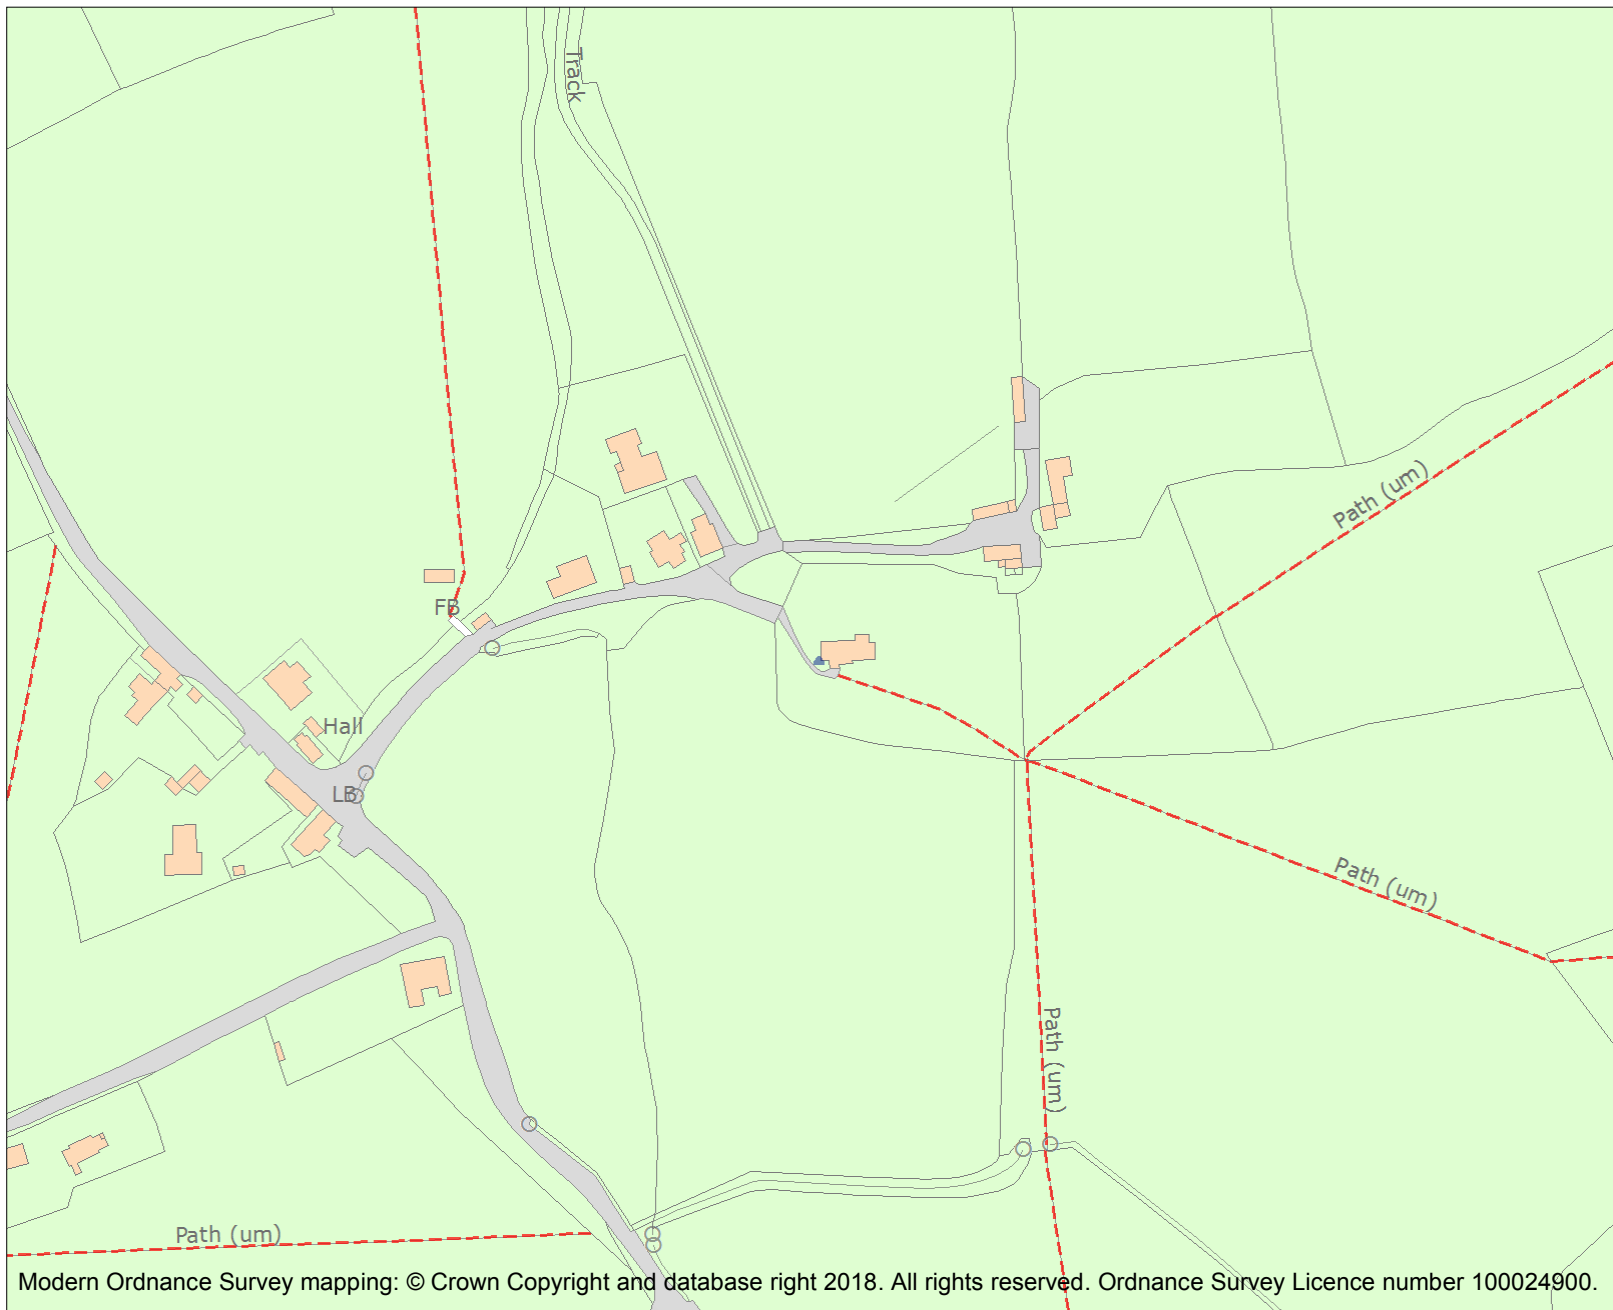 Track
Path (um)
FB
Hall
LB
Path (um)
Path (um)
Path (um)
Modern Ordnance Survey mapping: © Crown Copyright and database right 2018. All rights reserved. Ordnance Survey Licence number 100024900.